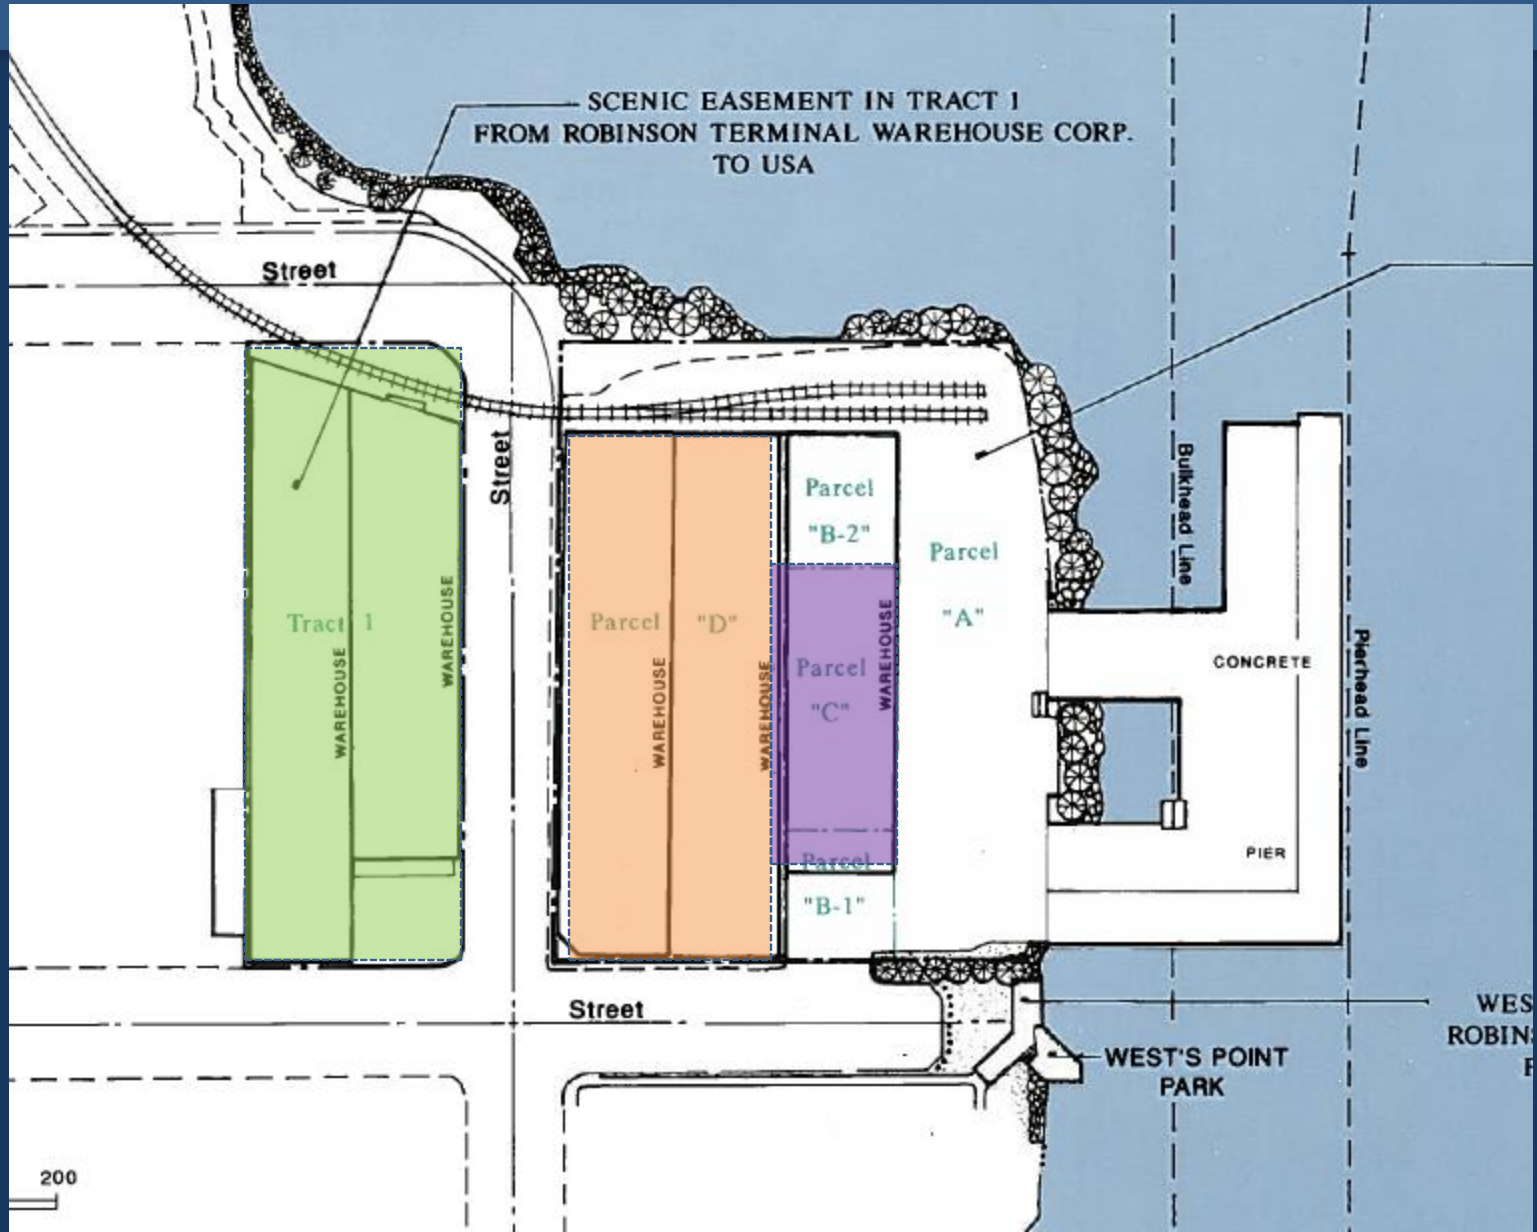 SCENIC EASEMENT IN TRACT 1
FROM ROBINSON TERMINAL WAREHOUSE CORP.
TO USA
Street
Street
Parcel
"B-2"
Parcel
"A"
Bulkhead Line
Tract 1
WAREHOUSE
WAREHOUSE
Parcel "D"
WAREHOUSE
WAREHOUSE
Parcel
"C"
WAREHOUSE
CONCRETE
Pierhead Line
Parcel
"B-1"
PIER
Street
WEST'S POINT
PARK
200